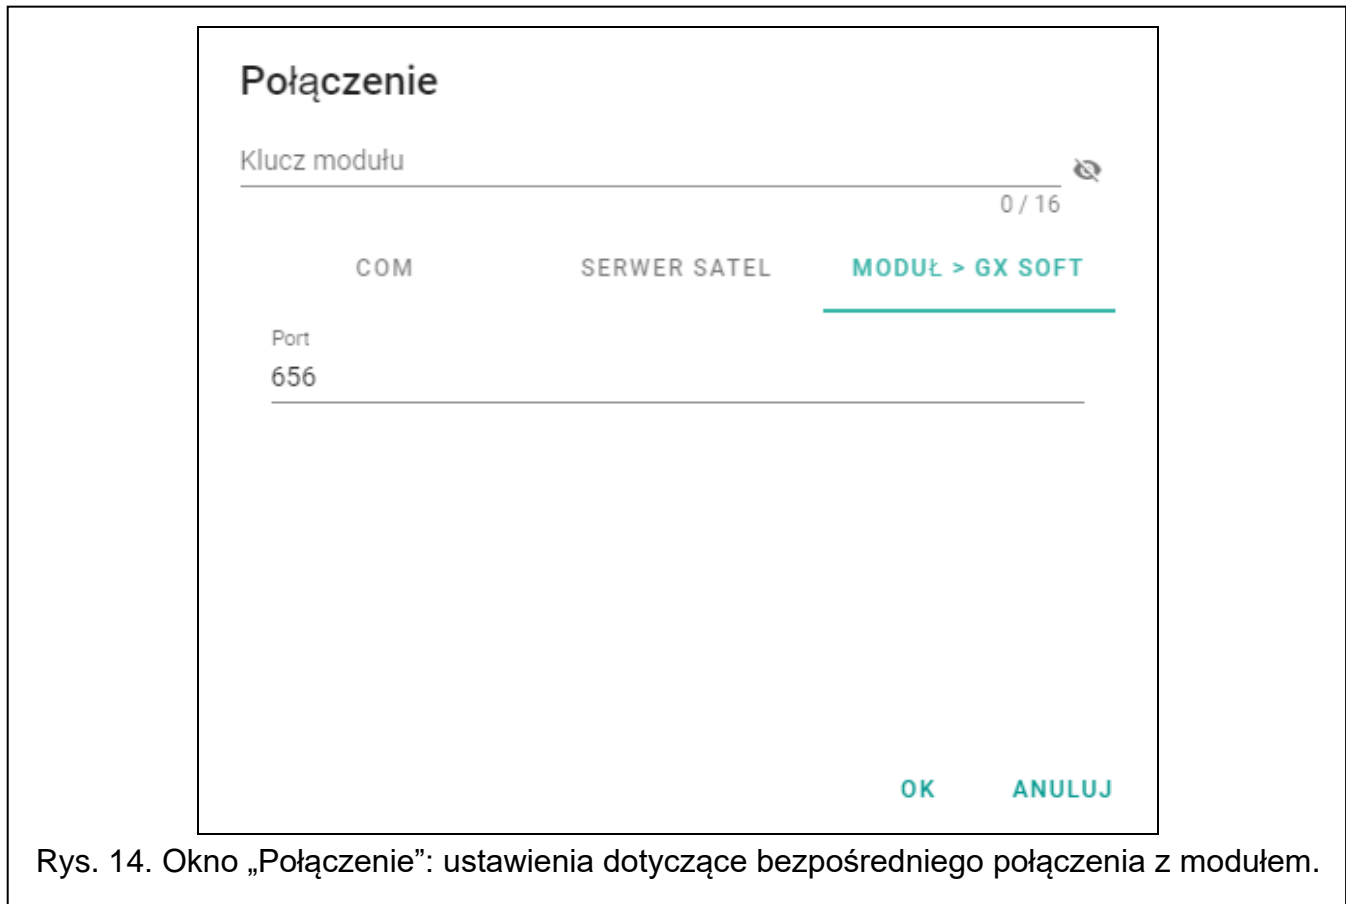 Połączenie
Klucz modułu
0 / 16
COM SERWER SATEL MODUŁ > GX SOFT
Port
656
OK ANULUJ
Rys. 14. Okno „Połączenie”: ustawienia dotyczące bezpośredniego połączenia z modułem.